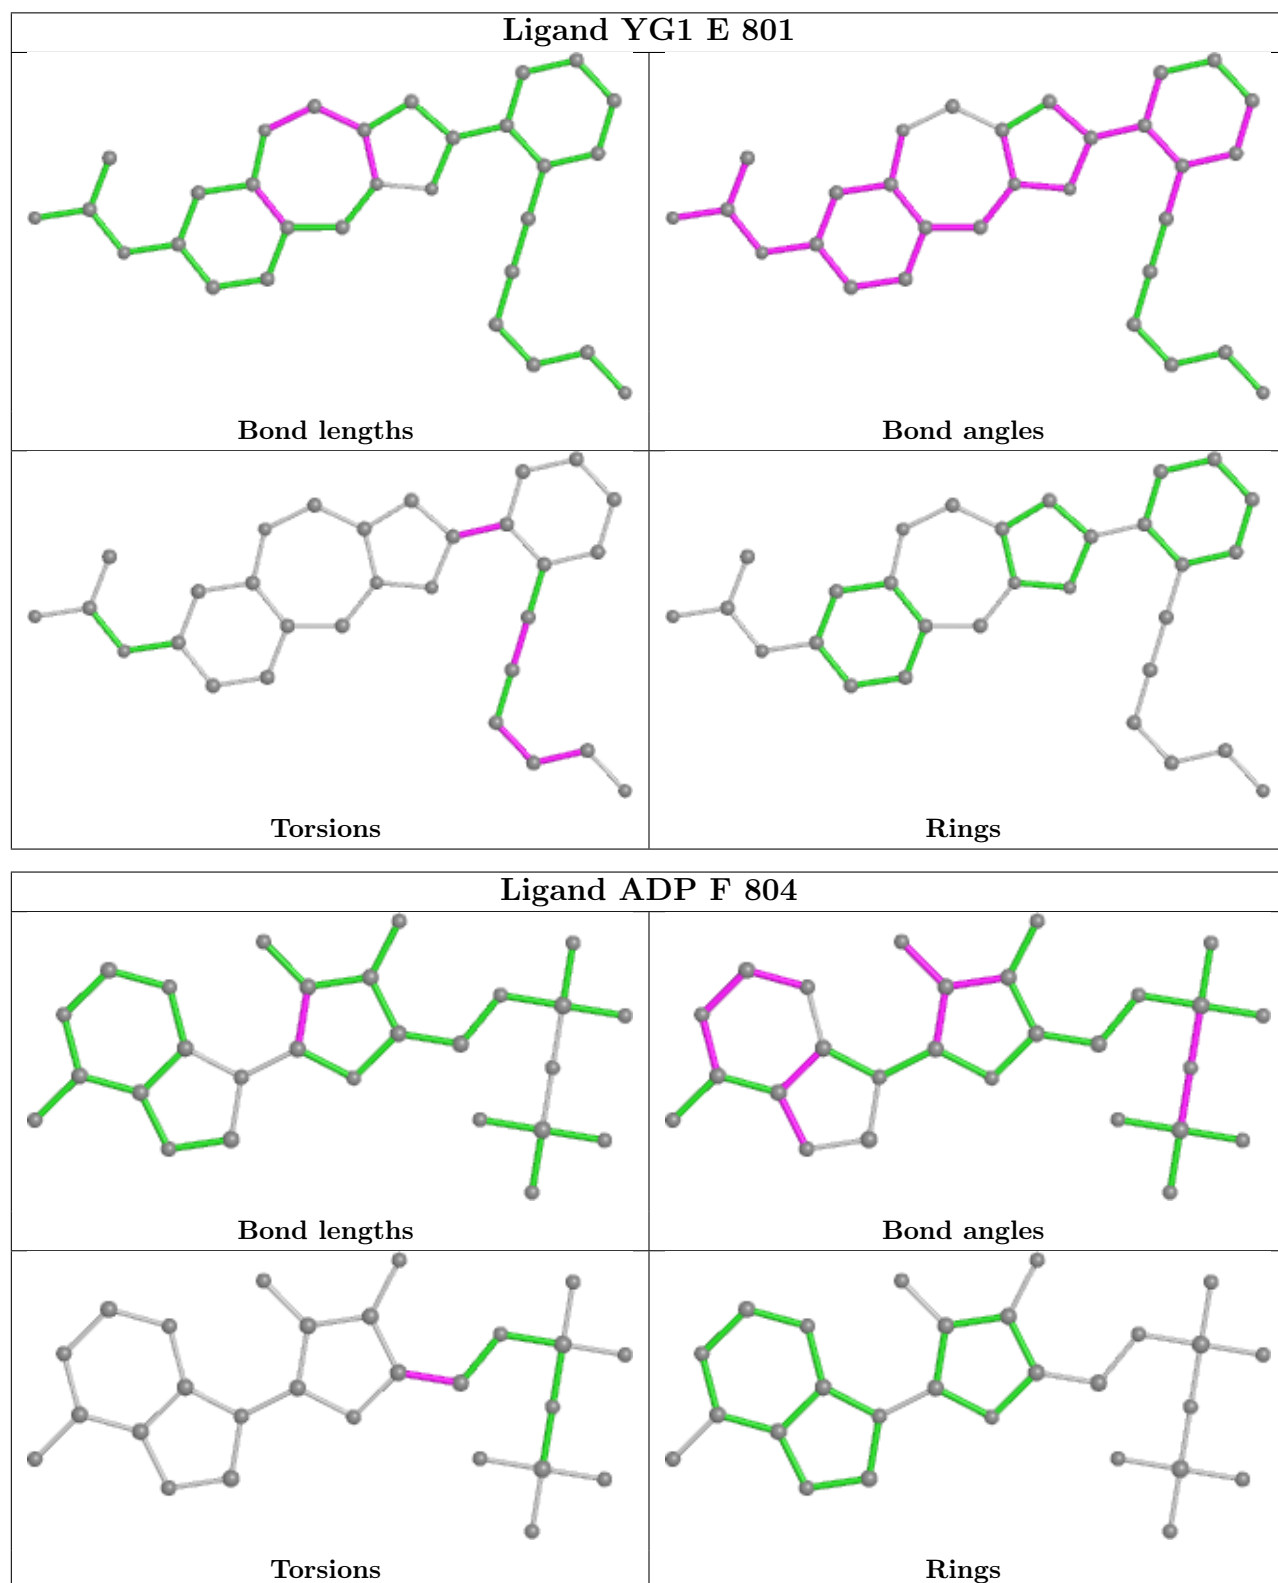 Ligand YG1 E 801
Bond lengths
Bond angles
Torsions
Rings
Ligand ADP F 804
Bond lengths
Bond angles
Torsions
Rings